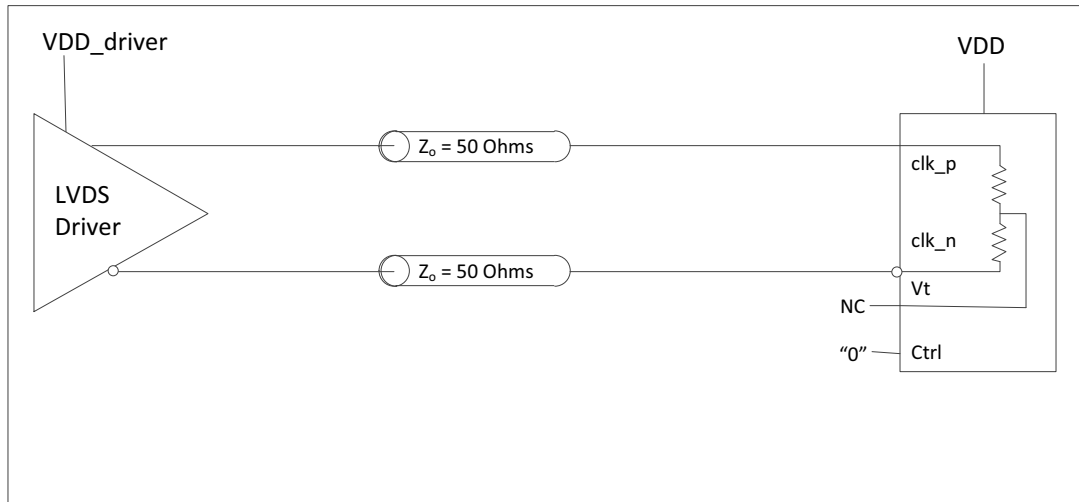 VDD_driver
VDD
LVDS
Driver
Zₒ = 50 Ohms
clk_p
clk_n
Zₒ = 50 Ohms
Vt
NC
“0”
Ctrl